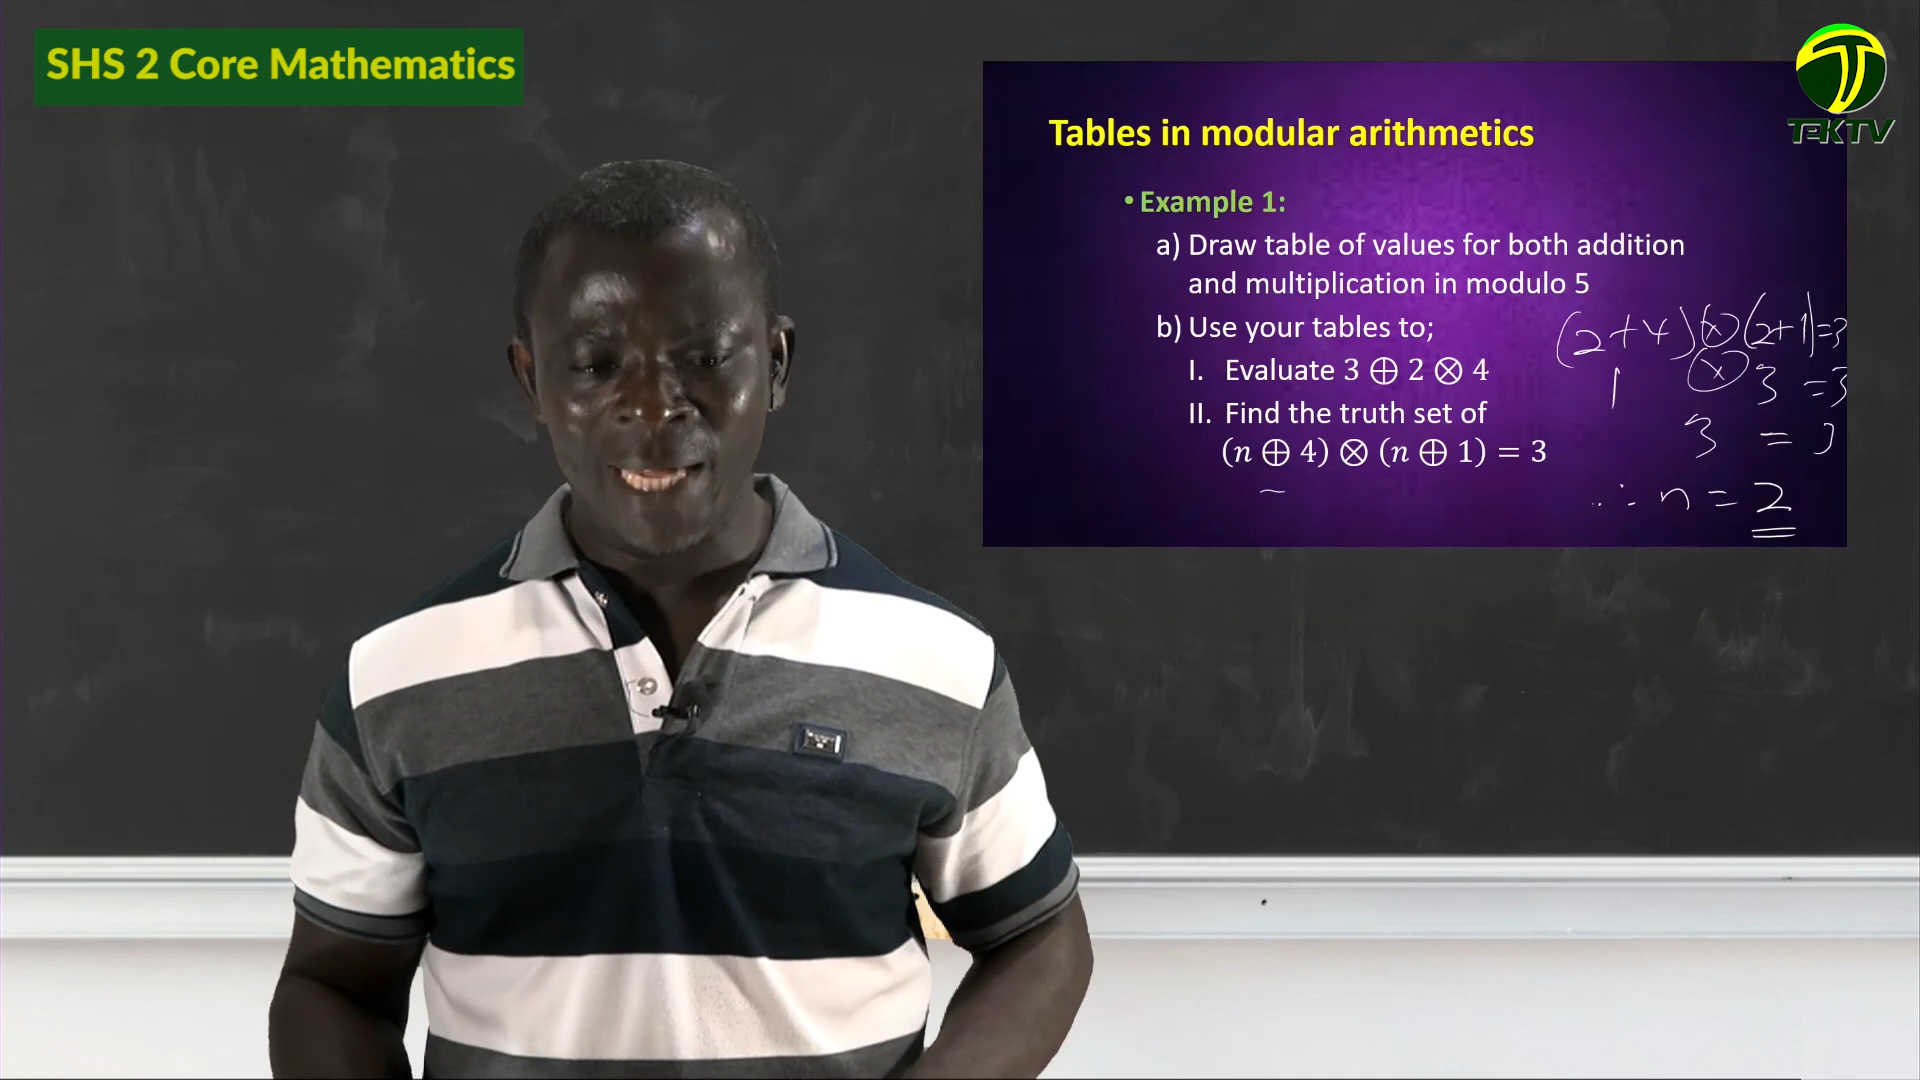 SHS 2 Core Mathematics
TEKTV
Tables in modular arithmetics
• Example 1:
a) Draw table of values for both addition
and multiplication in modulo 5
b) Use your tables to;
I. Evaluate 3 ⊕ 2 ⊗ 4
II. Find the truth set of
(n ⊕ 4) ⊗ (n ⊕ 1) = 3
(2+4) ⊗ (2+1) = 3
1 ⊗ 3 = 3
3 = 3
∴ n = 2